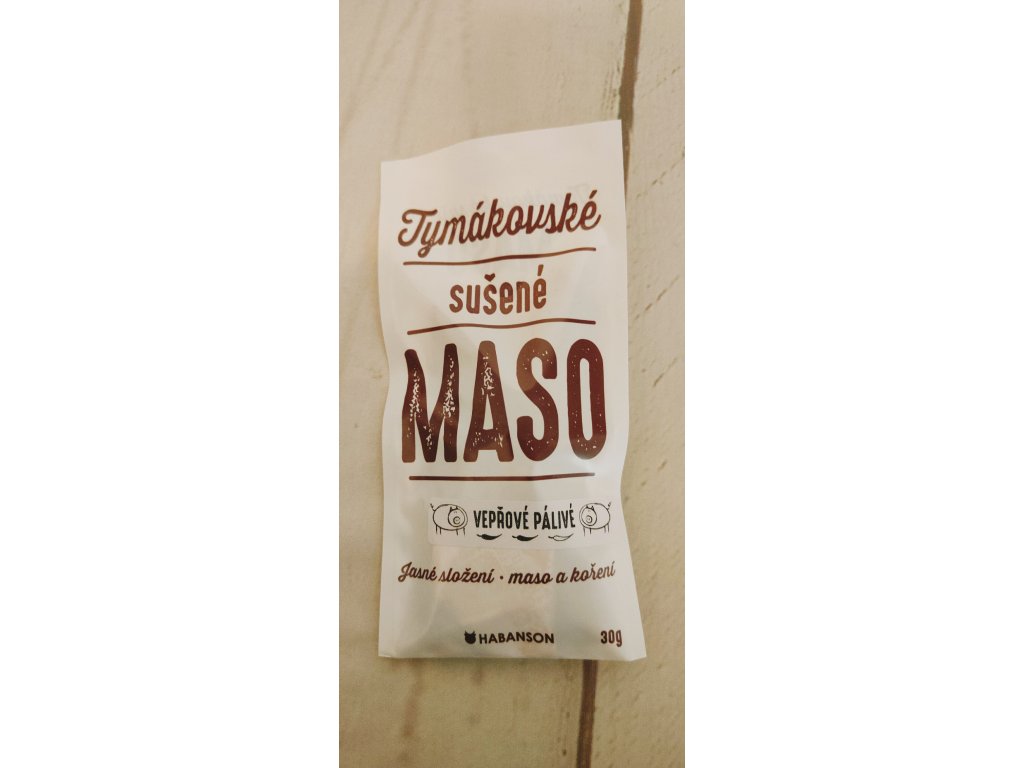 Tymákovské
sušené
MASO
VEPŘOVÉ PÁLIVÉ
Jasné složení · maso a koření
HABANSON
30g